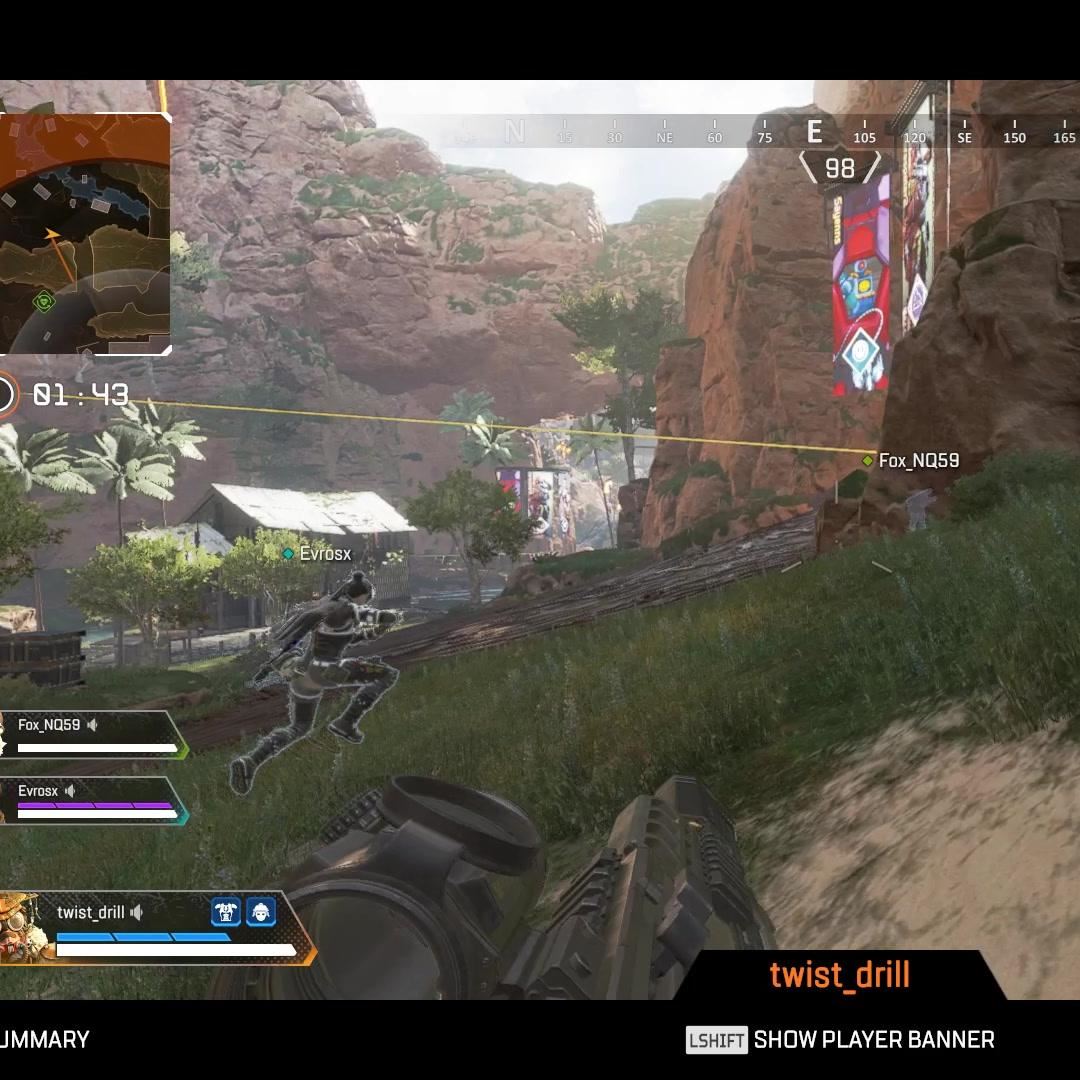 N 15 30 NE 60 75 E 105 120 SE 150 165
98
01:43
Fox_NQ59
Evrosx
Fox_NQ59
Evrosx
twist_drill
twist_drill
UMMARY
LSHIFT SHOW PLAYER BANNER